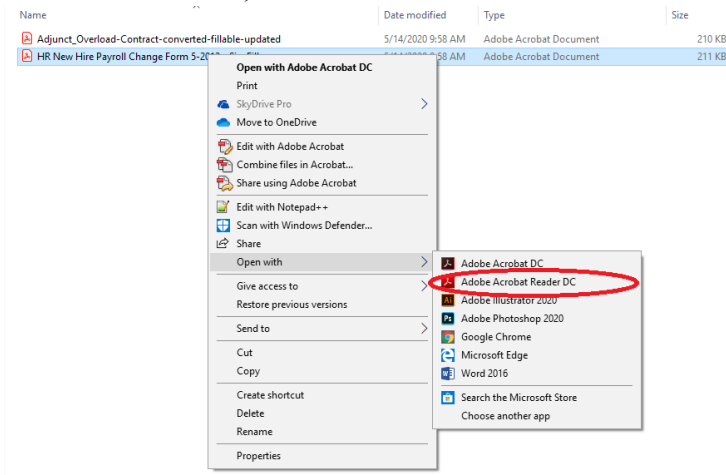 Name Date modified Type Size
Adjunct_Overload-Contract-converted-fillable-updated 5/14/2020 9:58 AM Adobe Acrobat Document 210 KB
HR New Hire Payroll Change Form 58 AM Adobe Acrobat Document 211 KB
Open with Adobe Acrobat DC
Print
SkyDrive Pro
Move to OneDrive
Edit with Adobe Acrobat
Combine files in Acrobat...
Share using Adobe Acrobat
Edit with Notepad++
Scan with Windows Defender...
Share
Open with
Give access to
Restore previous versions
Send to
Cut
Copy
Create shortcut
Delete
Rename
Properties
Adobe Acrobat DC
Adobe Acrobat Reader DC
Adobe Illustrator 2020
Adobe Photoshop 2020
Google Chrome
Microsoft Edge
Word 2016
Search the Microsoft Store
Choose another app